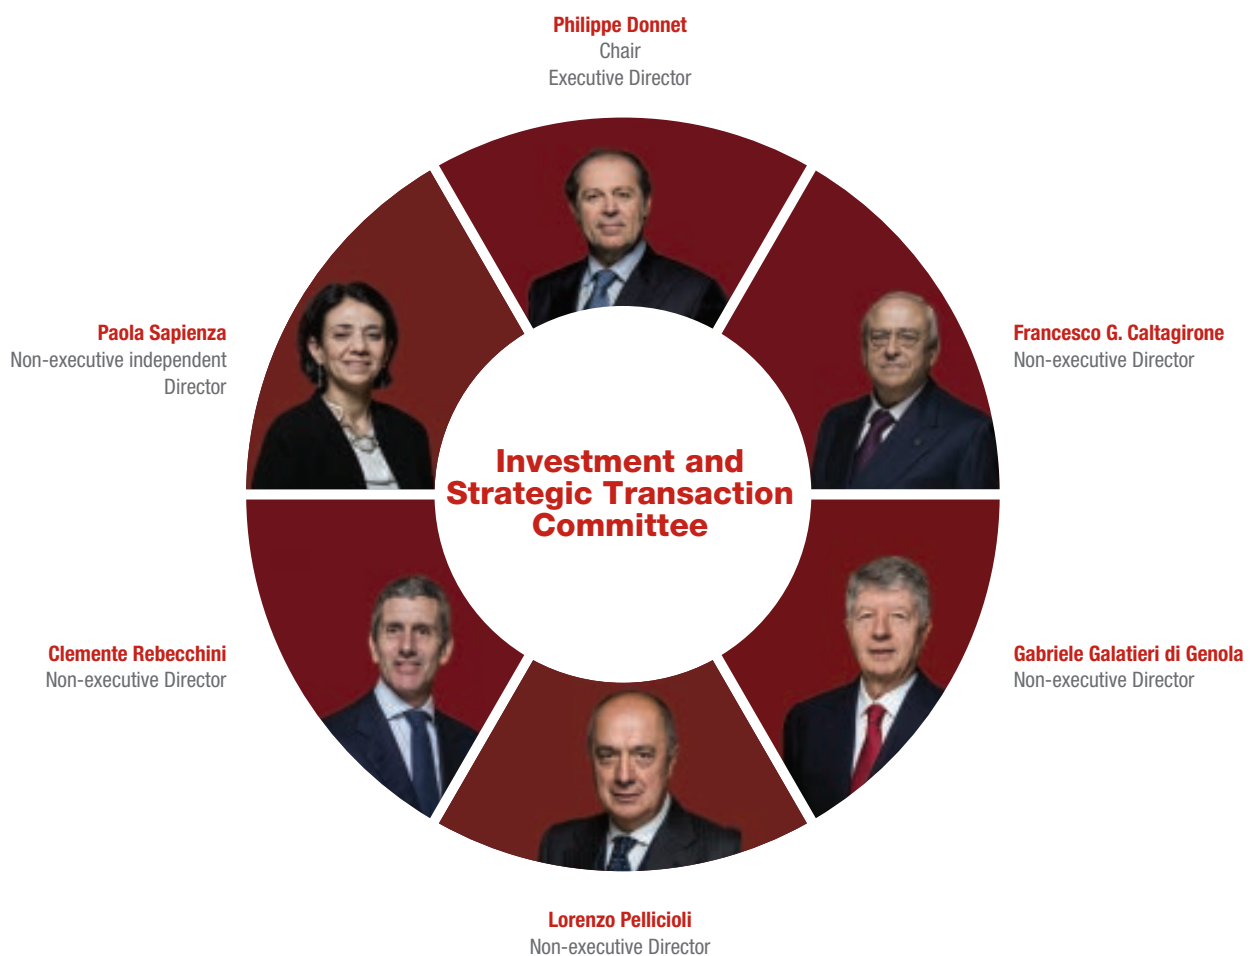 Philippe Donnet
Chair
Executive Director
Paola Sapienza
Non-executive independent
Director
Francesco G. Caltagirone
Non-executive Director
Investment and
Strategic Transaction
Committee
Clemente Rebecchini
Non-executive Director
Gabriele Galatieri di Genola
Non-executive Director
Lorenzo Pellicioli
Non-executive Director